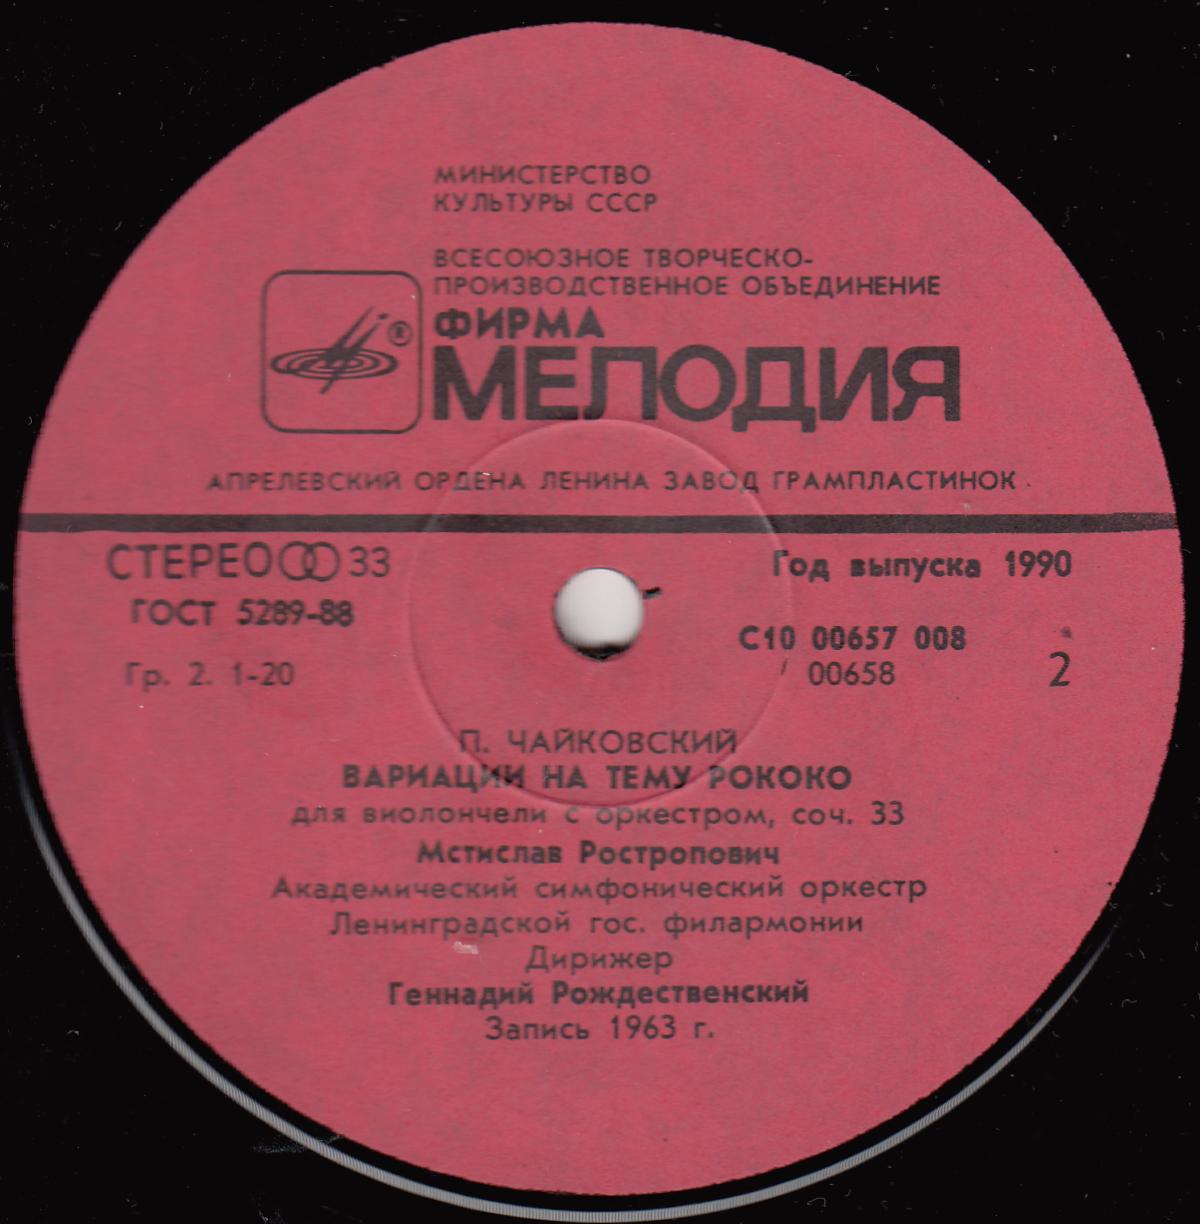 МИНИСТЕРСТВО
КУЛЬТУРЫ СССР
ВСЕСОЮЗНОЕ ТВОРЧЕСКО-
ПРОИЗВОДСТВЕННОЕ ОБЪЕДИНЕНИЕ
ФИРМА
®
МЕЛОДИЯ
АПРЕЛЕВСКИЙ ОРДЕНА ЛЕНИНА ЗАВОД ГРАМПЛАСТИНОК
СТЕРЕО 33
ГОСТ 5289-88
Гр. 2. 1-20
Год выпуска 1990
С10 00657 008
/ 00658
2
П. ЧАЙКОВСКИЙ
ВАРИАЦИИ НА ТЕМУ РОКОКО
для виолончели с оркестром, соч. 33
Мстислав Ростропович
Академический симфонический оркестр
Ленинградской гос. филармонии
Дирижер
Геннадий Рождественский
Запись 1963 г.